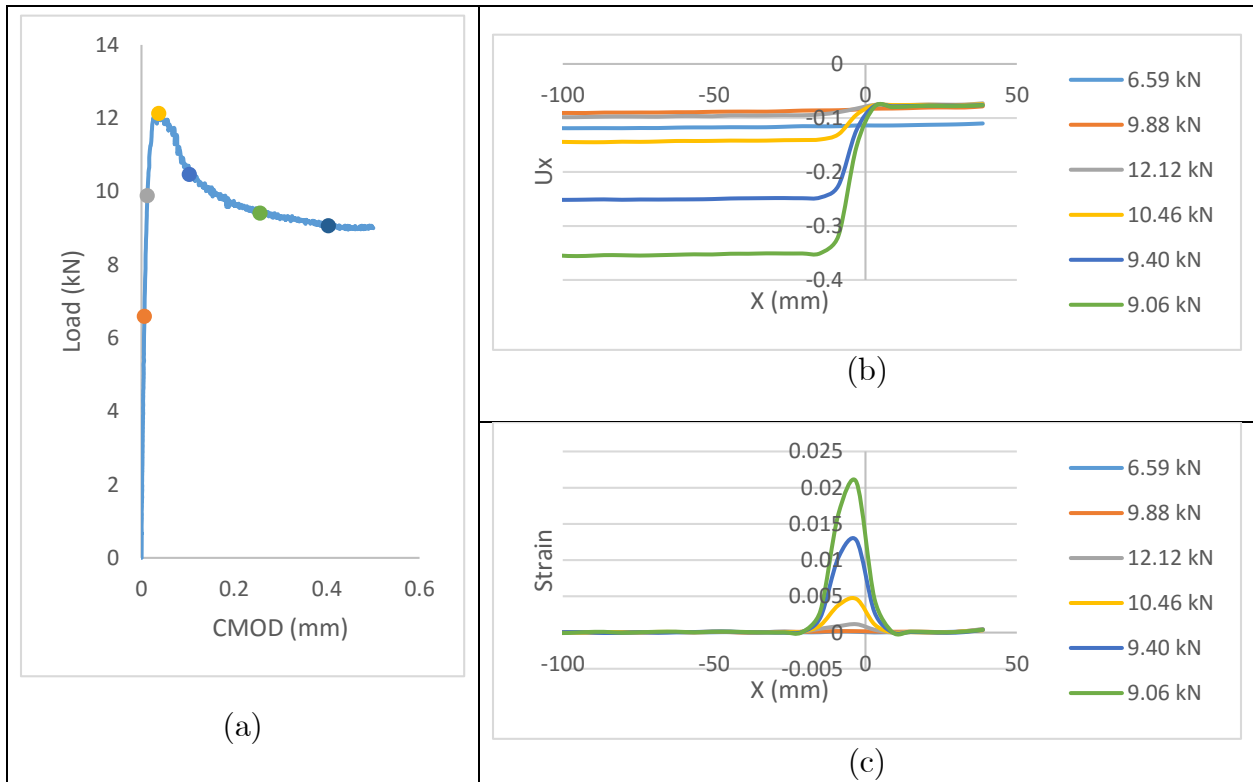 14
12
10
8
6
4
2
0
0 0.2 0.4 0.6
Load (kN)
CMOD (mm)
(a)
0
-0.1
-0.2
-0.3
-0.4
-100 -50 0 50
Ux
X (mm)
6.59 kN
9.88 kN
12.12 kN
10.46 kN
9.40 kN
9.06 kN
(b)
0.025
0.02
0.015
0.01
0.005
0
-0.005
-100 -50 0 50
Strain
X (mm)
6.59 kN
9.88 kN
12.12 kN
10.46 kN
9.40 kN
9.06 kN
(c)